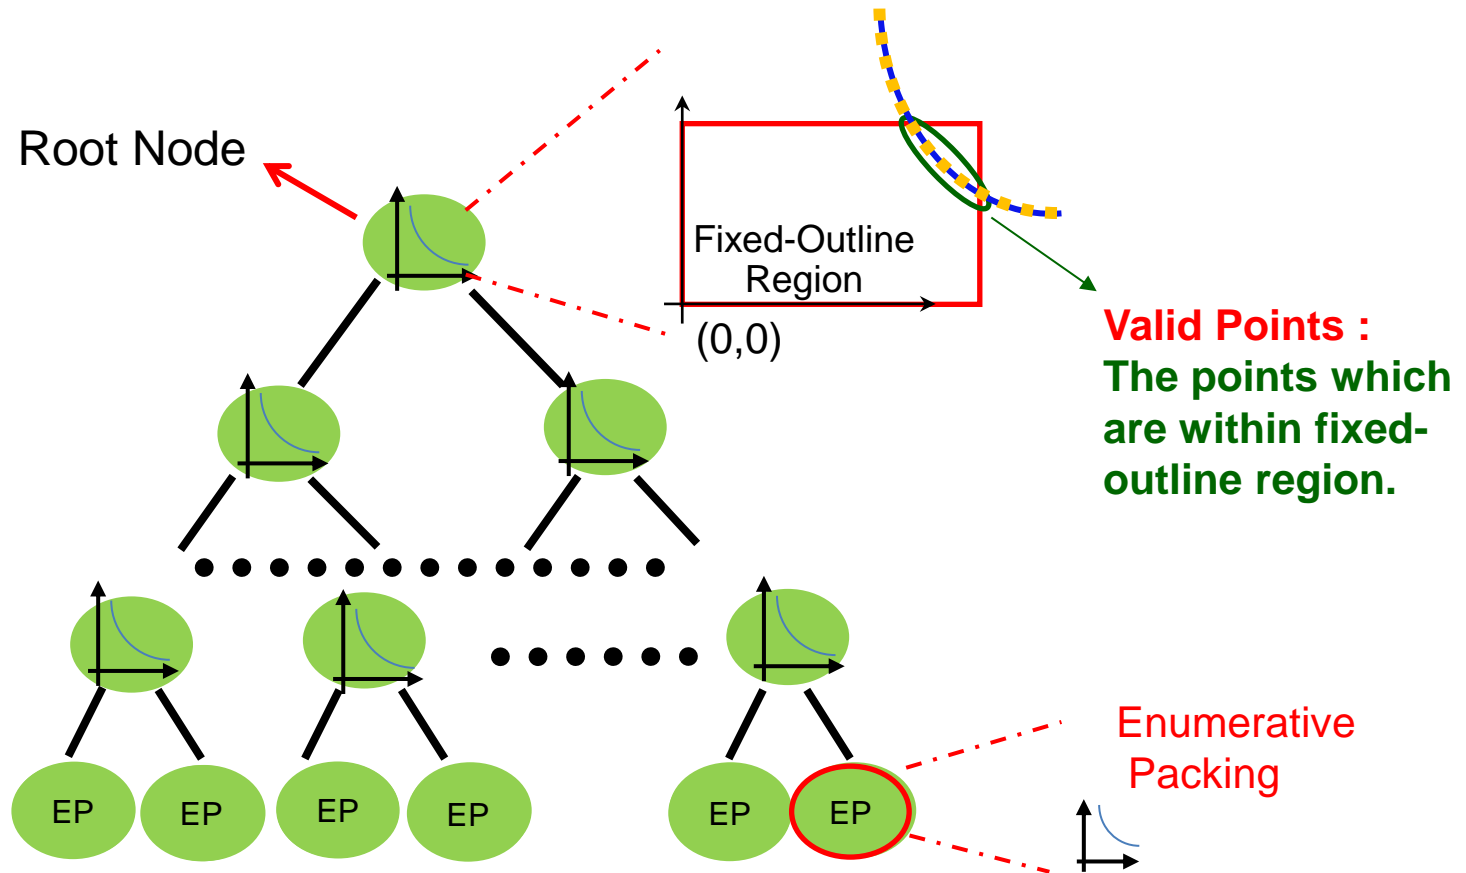 Root Node
Fixed-Outline
Region
(0,0)
Valid Points :
The points which
are within fixed-
outline region.
Enumerative
Packing
EP
EP
EP
EP
EP
EP